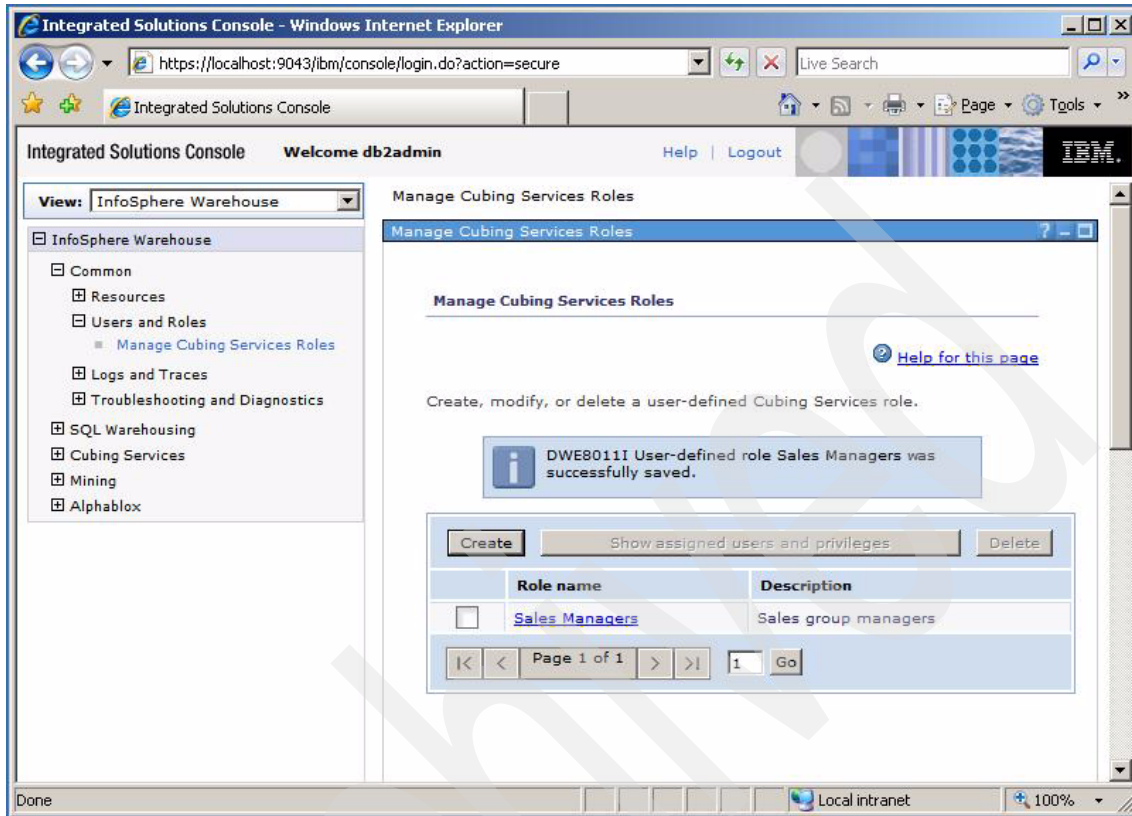 Integrated Solutions Console - Windows Internet Explorer
https://localhost:9043/ibm/console/login.do?action=secure
Live Search
Integrated Solutions Console
Page
Tools
»
Integrated Solutions Console Welcome db2admin
Help | Logout
IBM.
View: InfoSphere Warehouse
InfoSphere Warehouse
Common
Resources
Users and Roles
Manage Cubing Services Roles
Logs and Traces
Troubleshooting and Diagnostics
SQL Warehousing
Cubing Services
Mining
Alphablox
Manage Cubing Services Roles
Manage Cubing Services Roles
Manage Cubing Services Roles
Help for this page
Create, modify, or delete a user-defined Cubing Services role.
DWE8011I User-defined role Sales Managers was
successfully saved.
Create Show assigned users and privileges Delete
Role name Description
Sales Managers Sales group managers
Page 1 of 1 1 Go
Done
Local intranet
100%